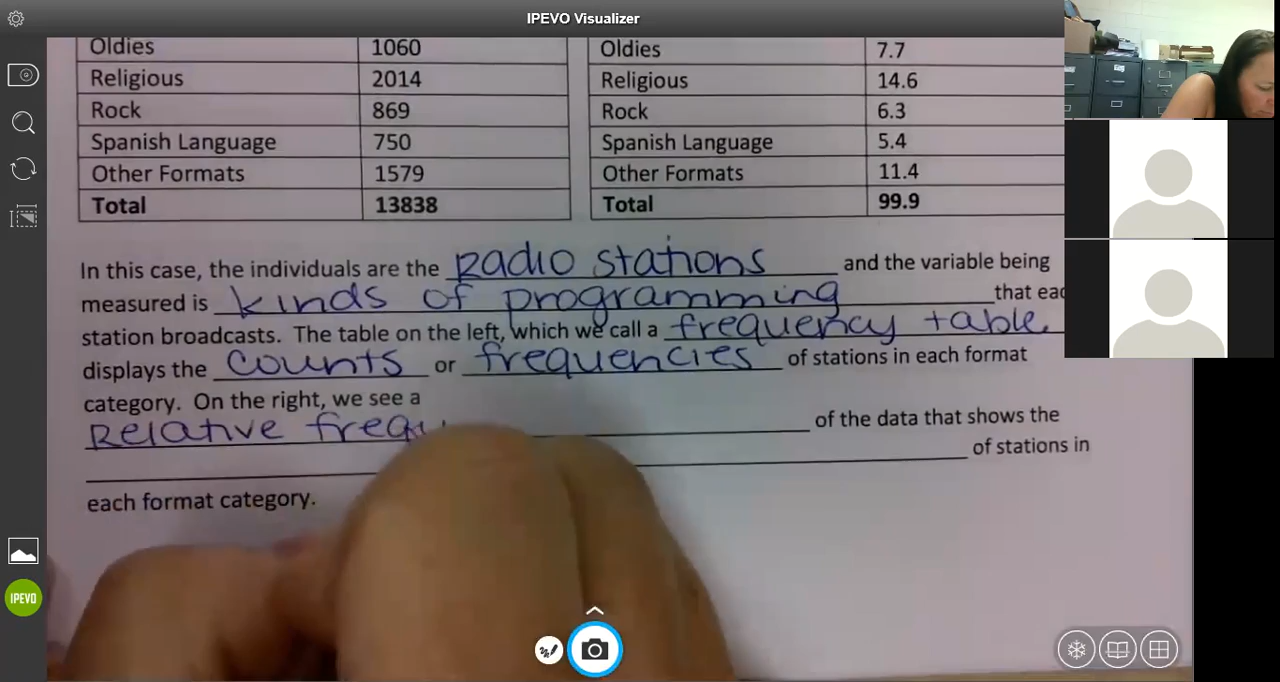 IPEVO Visualizer
Oldies 1060 Oldies 7.7
Religious 2014 Religious 14.6
Rock 869 Rock 6.3
Spanish Language 750 Spanish Language 5.4
Other Formats 1579 Other Formats 11.4
Total 13838 Total 99.9
In this case, the individuals are the radio stations and the variable being
measured is kinds of programming that eac
station broadcasts. The table on the left, which we call a frequency table
displays the counts or frequencies of stations in each format
category. On the right, we see a
Relative frequ of the data that shows the
of stations in
each format category.
IPEVO